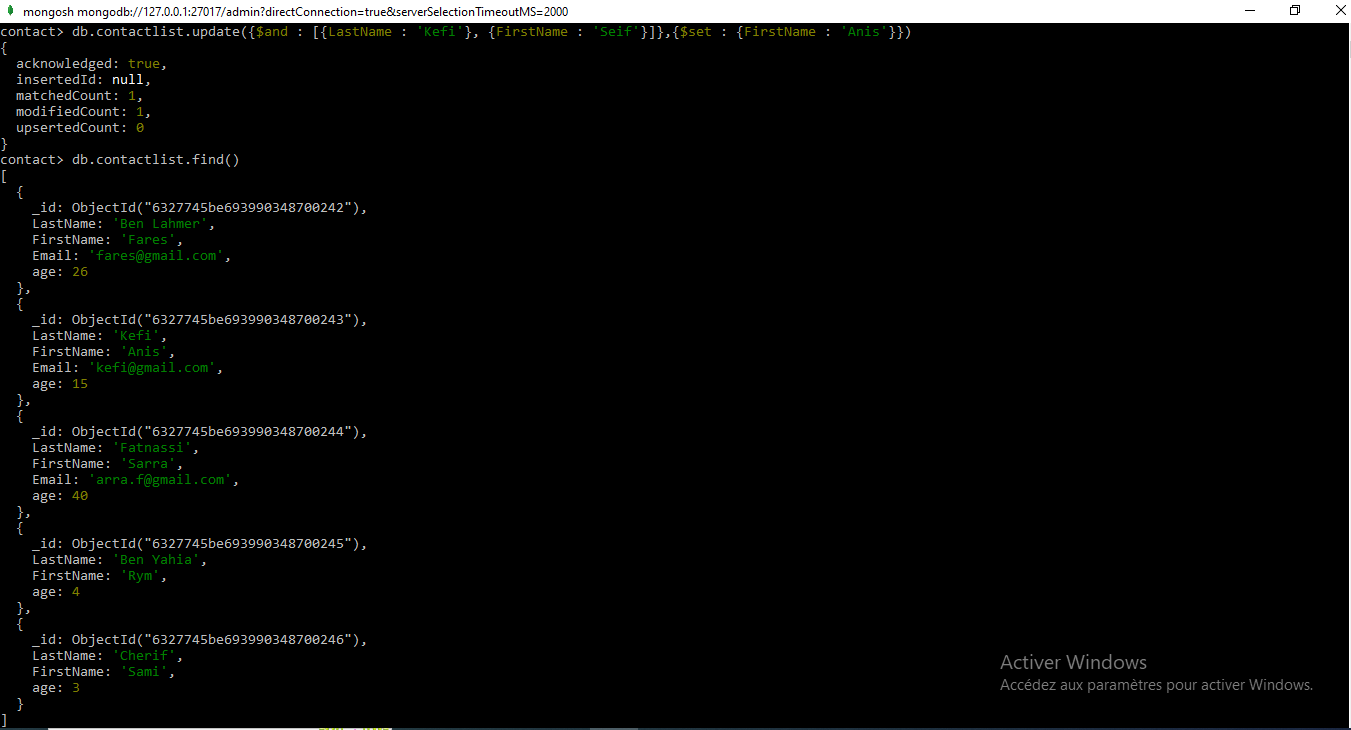 mongosh mongodb://127.0.0.1:27017/admin?directConnection=true&serverSelectionTimeoutMS=2000
contact> db.contactlist.update({$and : [{LastName : 'Kefi'}, {FirstName : 'Seif'}]},{$set : {FirstName : 'Anis'}})
{
  acknowledged: true,
  insertedId: null,
  matchedCount: 1,
  modifiedCount: 1,
  upsertedCount: 0
}
contact> db.contactlist.find()
[
  {
    _id: ObjectId("6327745be693990348700242"),
    LastName: 'Ben Lahmer',
    FirstName: 'Fares',
    Email: 'fares@gmail.com',
    age: 26
  },
  {
    _id: ObjectId("6327745be693990348700243"),
    LastName: 'Kefi',
    FirstName: 'Anis',
    Email: 'kefi@gmail.com',
    age: 15
  },
  {
    _id: ObjectId("6327745be693990348700244"),
    LastName: 'Fatnassi',
    FirstName: 'Sarra',
    Email: 'arra.f@gmail.com',
    age: 40
  },
  {
    _id: ObjectId("6327745be693990348700245"),
    LastName: 'Ben Yahia',
    FirstName: 'Rym',
    age: 4
  },
  {
    _id: ObjectId("6327745be693990348700246"),
    LastName: 'Cherif',
    FirstName: 'Sami',
    age: 3
  }
]
Activer Windows
Accédez aux paramètres pour activer Windows.